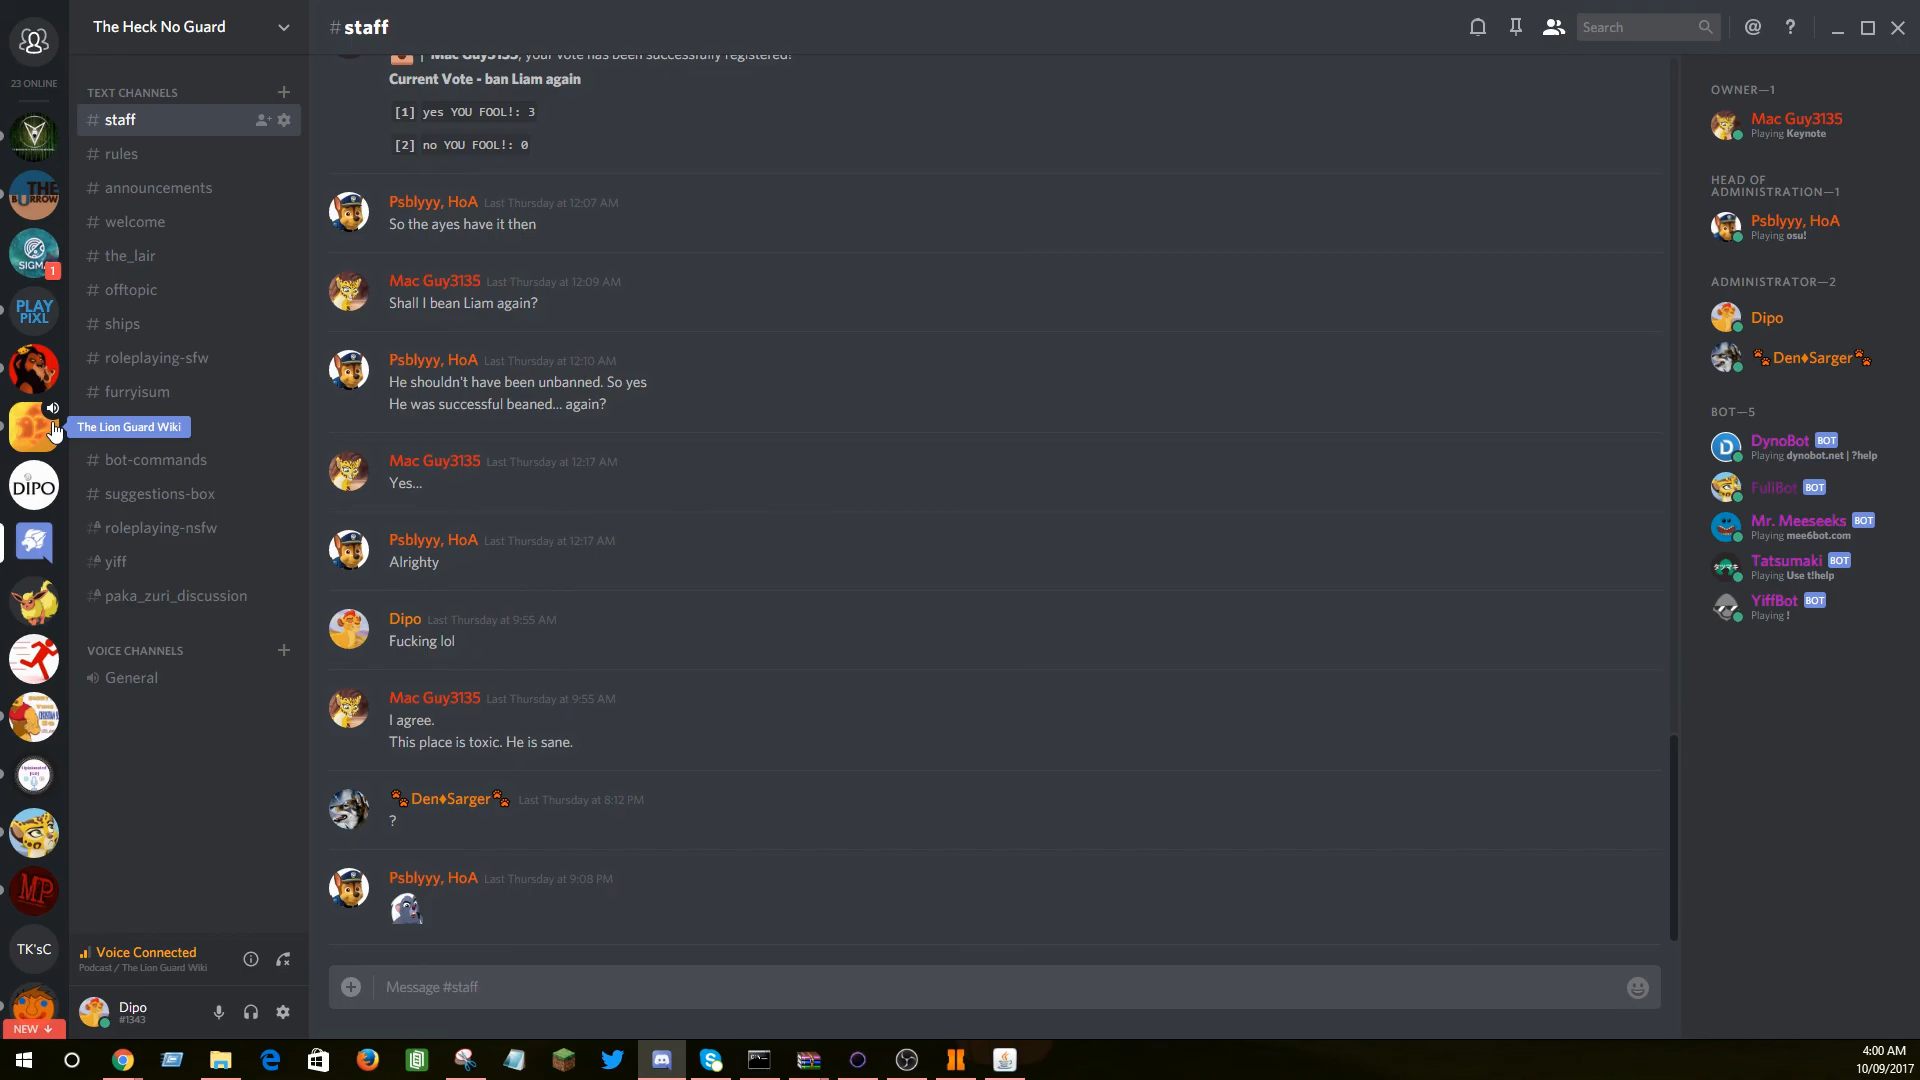 The Heck No Guard
#staff
Search
@
?
23 ONLINE
THE
BURROW
SIGMA
1
PLAY
PIXL
DIPO
MP
TK'sC
NEW
TEXT CHANNELS
# staff
# rules
# announcements
# welcome
# the_lair
# offtopic
# ships
# roleplaying-sfw
# furryisum
The Lion Guard Wiki
# bot-commands
# suggestions-box
# roleplaying-nsfw
# yiff
# paka_zuri_discussion
VOICE CHANNELS
General
Voice Connected
Podcast / The Lion Guard Wiki
Dipo
#1343
| Mac Guy3135, your vote has been successfully registered!
Current Vote - ban Liam again
[1] yes YOU FOOL!: 3
[2] no YOU FOOL!: 0
Psblyyy, HoA Last Thursday at 12:07 AM
So the ayes have it then
Mac Guy3135 Last Thursday at 12:09 AM
Shall I bean Liam again?
Psblyyy, HoA Last Thursday at 12:10 AM
He shouldn't have been unbanned. So yes
He was successful beaned... again?
Mac Guy3135 Last Thursday at 12:17 AM
Yes...
Psblyyy, HoA Last Thursday at 12:17 AM
Alrighty
Dipo Last Thursday at 9:55 AM
Fucking lol
Mac Guy3135 Last Thursday at 9:55 AM
I agree.
This place is toxic. He is sane.
🐾Den♦Sarger🐾 Last Thursday at 8:12 PM
?
Psblyyy, HoA Last Thursday at 9:08 PM
Message #staff
OWNER—1
Mac Guy3135
Playing Keynote
HEAD OF
ADMINISTRATION—1
Psblyyy, HoA
Playing osu!
ADMINISTRATOR—2
Dipo
🐾Den♦Sarger🐾
BOT—5
DynoBot BOT
Playing dynobot.net | ?help
FuliBot BOT
Mr. Meeseeks BOT
Playing mee6bot.com
Tatsumaki BOT
Playing Use t!help
YiffBot BOT
Playing !
4:00 AM
10/09/2017